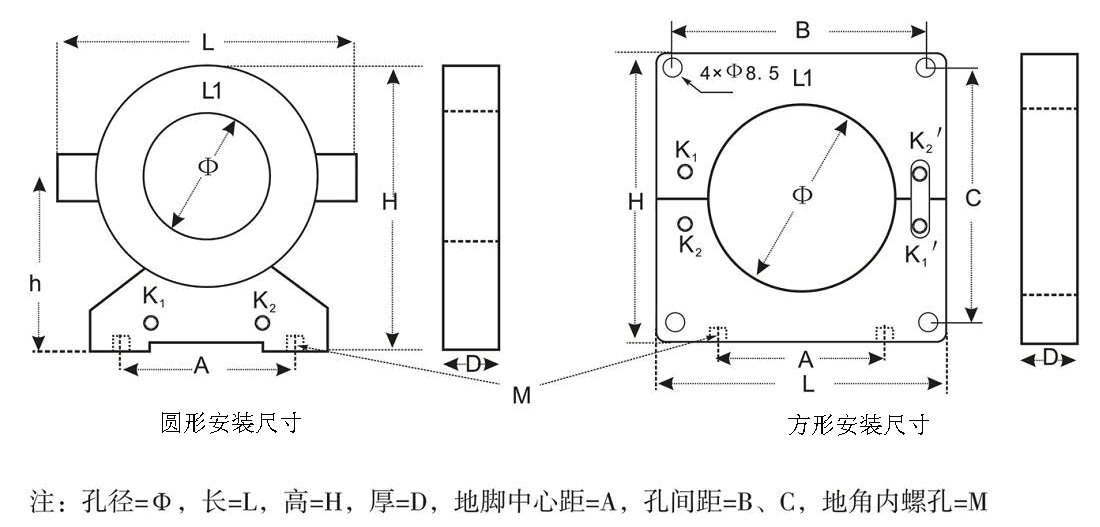 L
L1
Φ
H
h
K1
K2
A
D
圆形安装尺寸
M
B
4×Φ8.5
L1
K1
K2′
Φ
H
C
K2
K1′
A
L
D
方形安装尺寸
注：孔径=Φ，长=L，高=H，厚=D，地脚中心距=A，孔间距=B、C，地角内螺孔=M